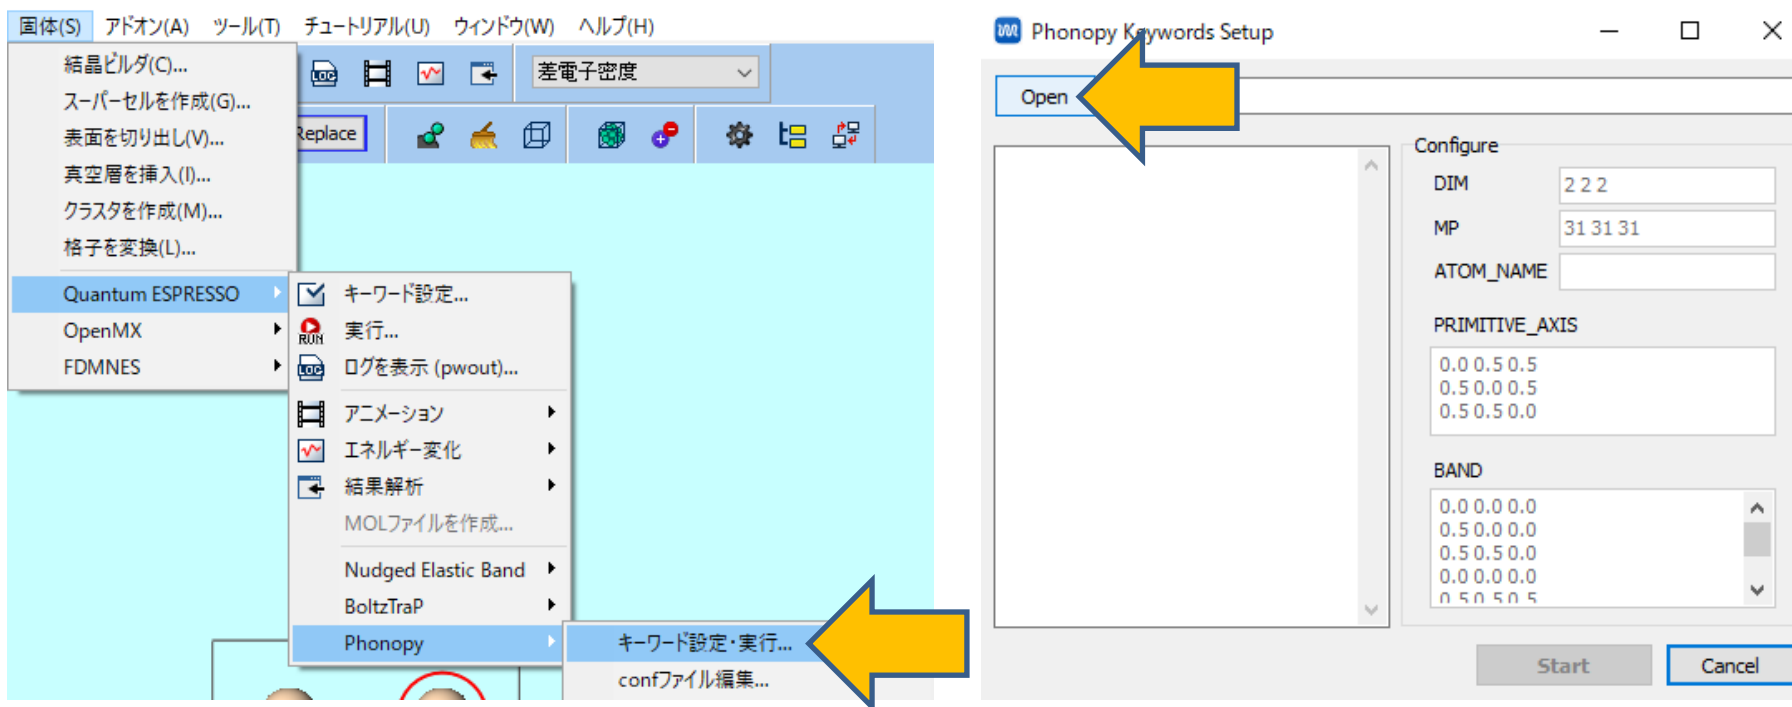 固体(S) アドオン(A) ツール(T) チュートリアル(U) ウィンドウ(W) ヘルプ(H)
結晶ビルダ(C)...
スーパーセルを作成(G)...
表面を切り出し(V)...
真空層を挿入(I)...
クラスタを作成(M)...
格子を変換(L)...
Quantum ESPRESSO
OpenMX
FDMNES
LOG
差電子密度
Replace
キーワード設定...
RUN
実行...
LOG
ログを表示 (pwout)...
アニメーション
エネルギー変化
結果解析
MOLファイルを作成...
Nudged Elastic Band
BoltzTraP
Phonopy
キーワード設定・実行...
confファイル編集...
Phonopy Keywords Setup
Open
Configure
DIM
2 2 2
MP
31 31 31
ATOM_NAME
PRIMITIVE_AXIS
0.0 0.5 0.5
0.5 0.0 0.5
0.5 0.5 0.0
BAND
0.0 0.0 0.0
0.5 0.0 0.0
0.5 0.5 0.0
0.0 0.0 0.0
0.5 0.5 0.5
Start
Cancel